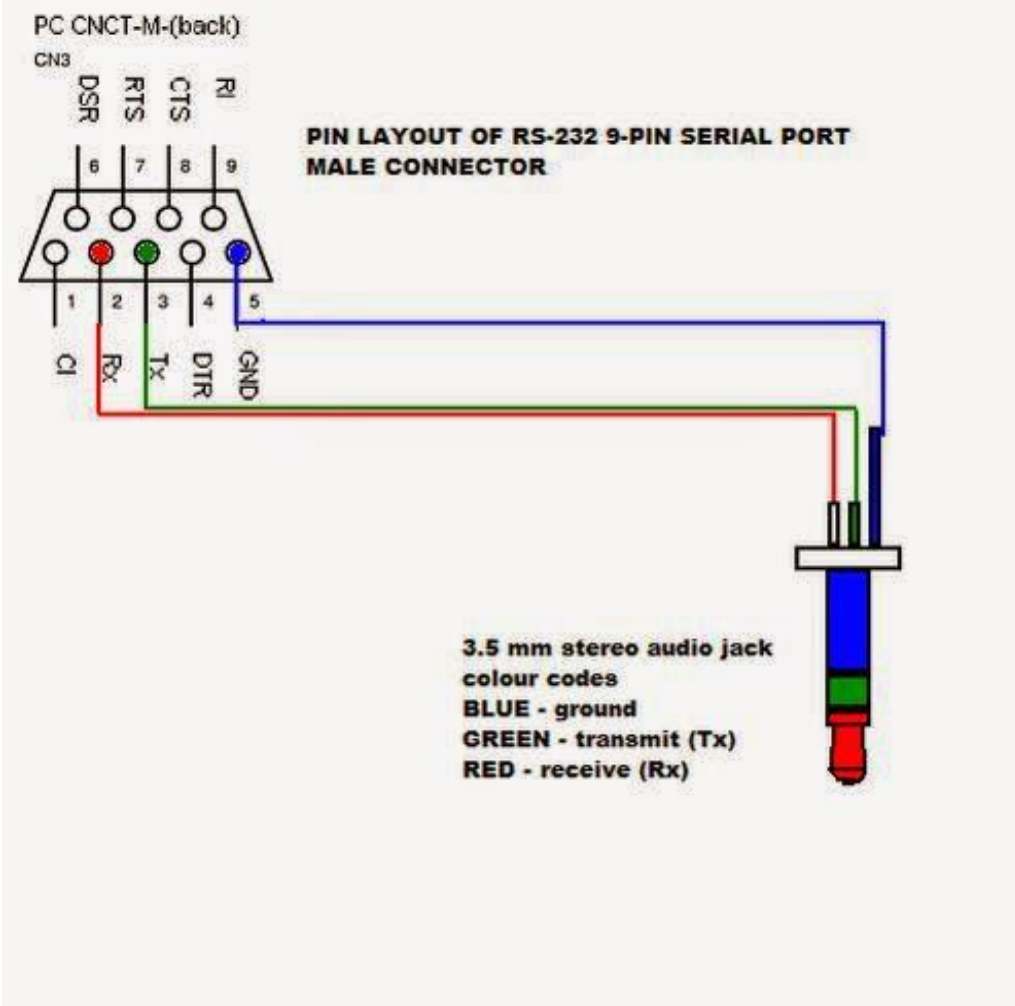 PC CNCT-M-(back)
CN3
DSR RTS CTS RI
PIN LAYOUT OF RS-232 9-PIN SERIAL PORT
MALE CONNECTOR
6 7 8 9
1 2 3 4 5
CI Rx Tx DTR GND
3.5 mm stereo audio jack
colour codes
BLUE - ground
GREEN - transmit (Tx)
RED - receive (Rx)